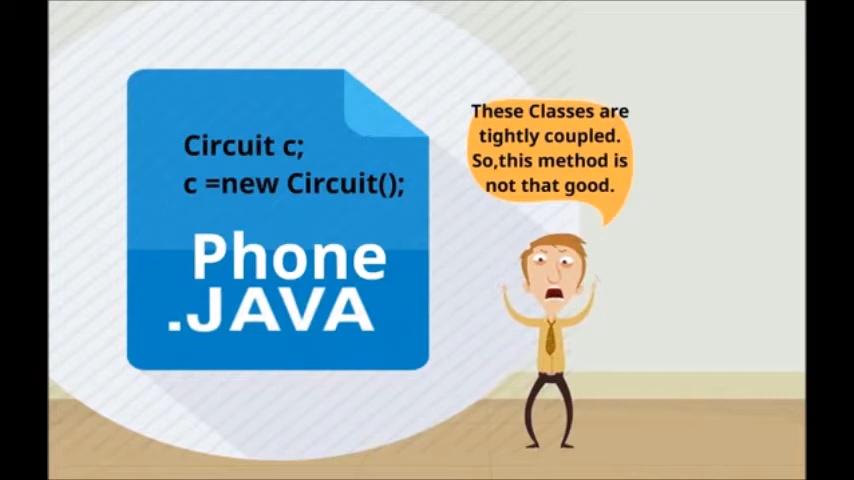 Circuit c;
c =new Circuit();
Phone
.JAVA
These Classes are
tightly coupled.
So,this method is
not that good.